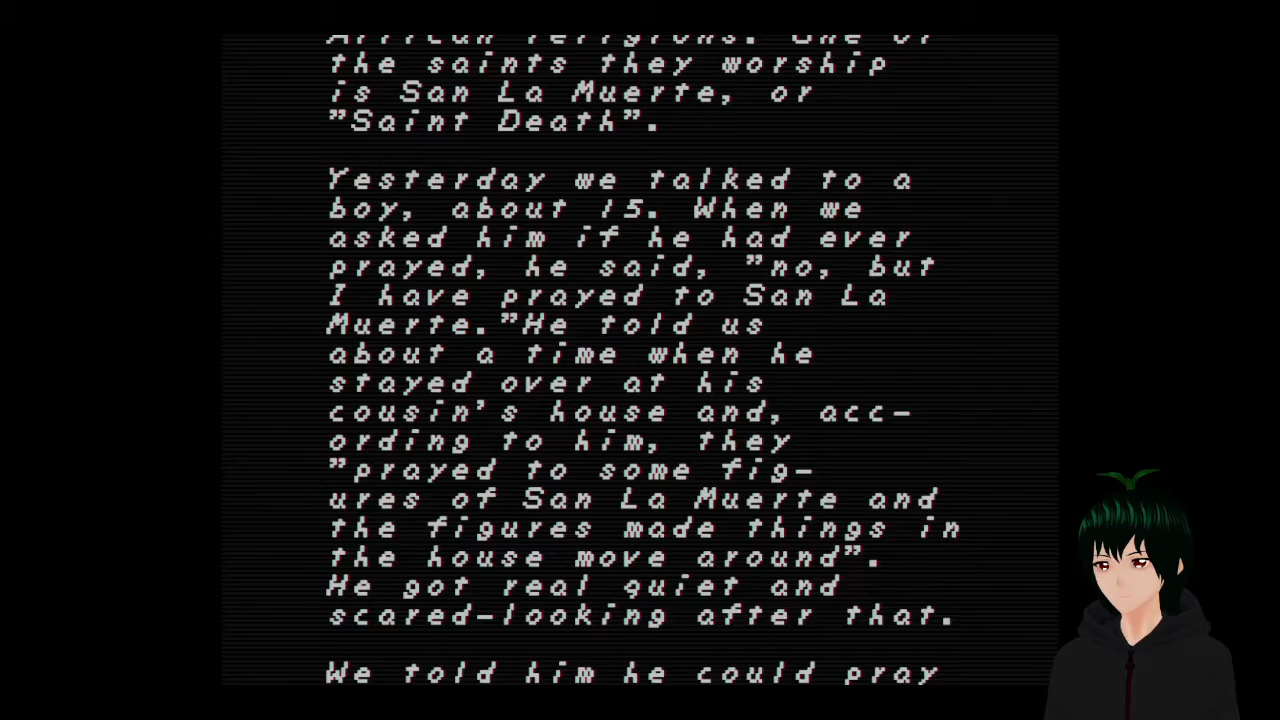 African religions. One of
the saints they worship
is San La Muerte, or
"Saint Death".
Yesterday we talked to a
boy, about 15. When we
asked him if he had ever
prayed, he said, "no, but
I have prayed to San La
Muerte."He told us
about a time when he
stayed over at his
cousin's house and, acc-
ording to him, they
"prayed to some fig-
ures of San La Muerte and
the figures made things in
the house move around".
He got real quiet and
scared-looking after that.
We told him he could pray